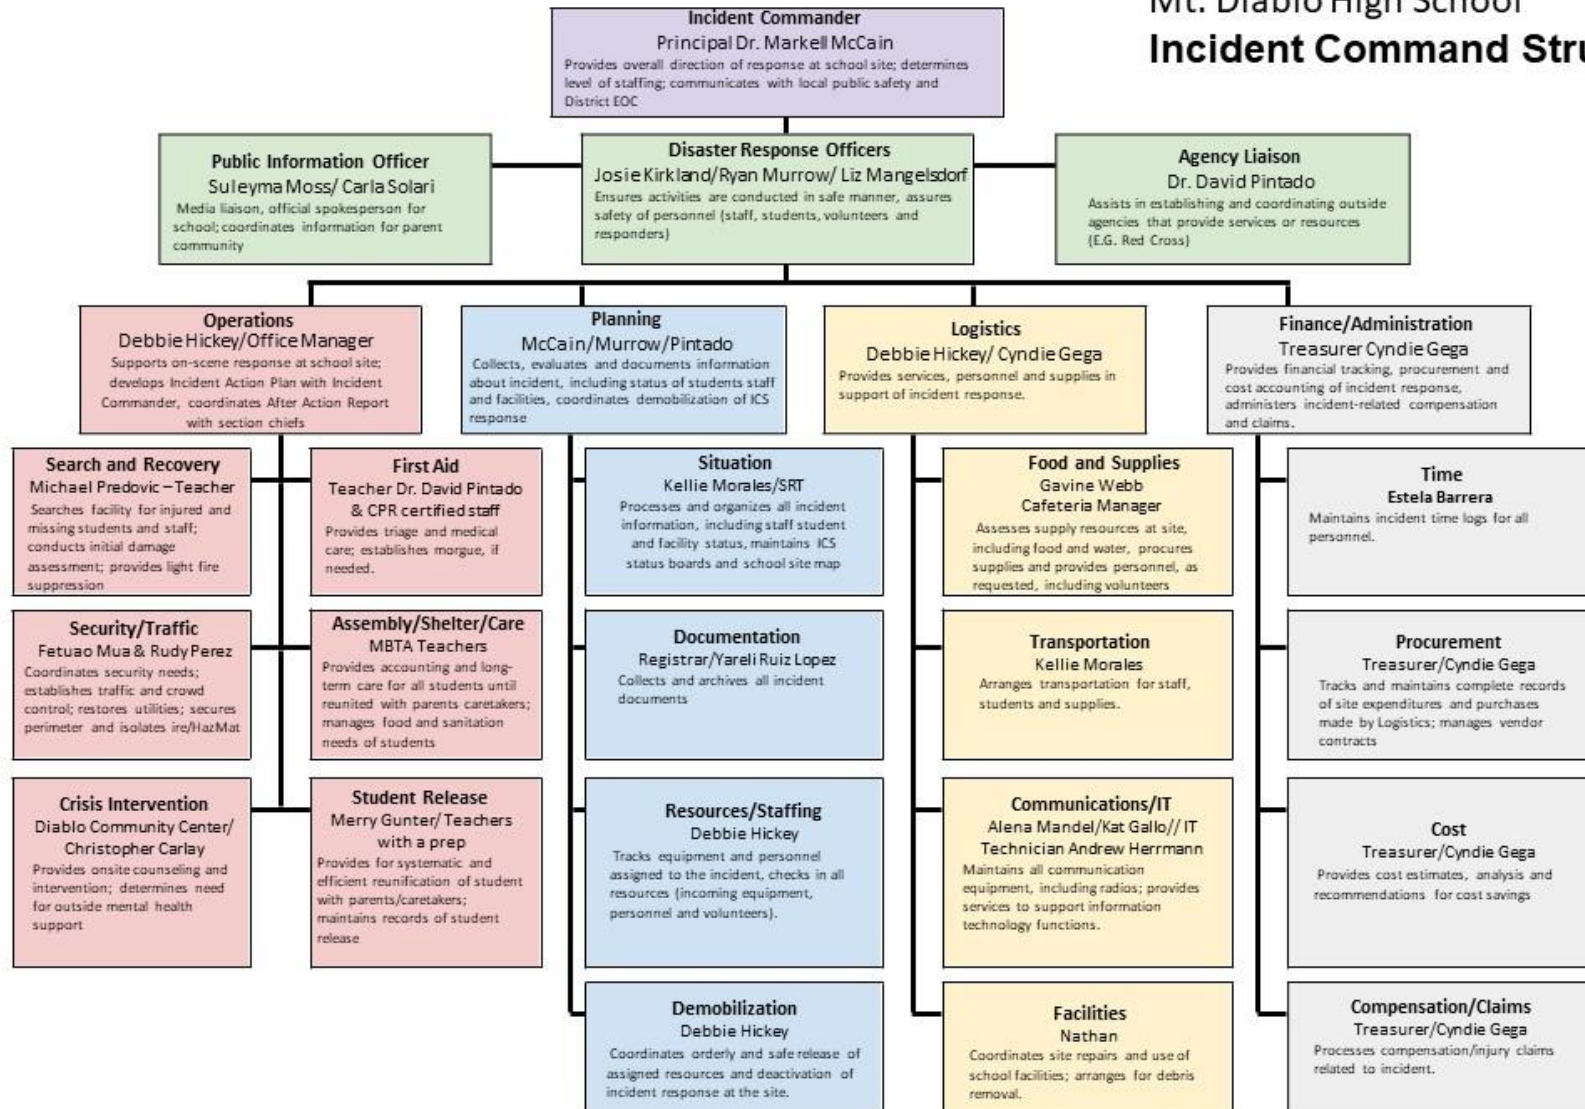 Mt. Diablo High School
Incident Command Stru
Incident Commander
Principal Dr. Markell McCain
Provides overall direction of response at school site; determines
level of staffing; communicates with local public safety and
District EOC
Public Information Officer
Suleyma Moss/ Carla Solari
Media liaison, official spokesperson for
school; coordinates information for parent
community
Disaster Response Officers
Josie Kirkland/Ryan Murrow/ Liz Mangelsdorf
Ensures activities are conducted in safe manner, assures
safety of personnel (staff, students, volunteers and
responders)
Agency Liaison
Dr. David Pintado
Assists in establishing and coordinating outside
agencies that provide services or resources
(E.G. Red Cross)
Operations
Debbie Hickey/Office Manager
Supports on-scene response at school site;
develops Incident Action Plan with Incident
Commander, coordinates After Action Report
with section chiefs
Planning
McCain/Murrow/Pintado
Collects, evaluates and documents information
about incident, including status of students staff
and facilities, coordinates demobilization of ICS
response
Logistics
Debbie Hickey/ Cyndie Gega
Provides services, personnel and supplies in
support of incident response.
Finance/Administration
Treasurer Cyndie Gega
Provides financial tracking, procurement and
cost accounting of incident response,
administers incident-related compensation
and claims.
Search and Recovery
Michael Predovic – Teacher
Searches facility for injured and
missing students and staff;
conducts initial damage
assessment; provides light fire
suppression
First Aid
Teacher Dr. David Pintado
& CPR certified staff
Provides triage and medical
care; establishes morgue, if
needed.
Situation
Kellie Morales/SRT
Processes and organizes all incident
information, including staff student
and facility status, maintains ICS
status boards and school site map
Food and Supplies
Gavine Webb
Cafeteria Manager
Assesses supply resources at site,
including food and water, procures
supplies and provides personnel, as
requested, including volunteers
Time
Estela Barrera
Maintains incident time logs for all
personnel.
Security/Traffic
Fetuao Mua & Rudy Perez
Coordinates security needs;
establishes traffic and crowd
control; restores utilities; secures
perimeter and isolates ire/HazMat
Assembly/Shelter/Care
MBTA Teachers
Provides accounting and long-
term care for all students until
reunited with parents caretakers;
manages food and sanitation
needs of students
Documentation
Registrar/Yareli Ruiz Lopez
Collects and archives all incident
documents
Transportation
Kellie Morales
Arranges transportation for staff,
students and supplies.
Procurement
Treasurer/Cyndie Gega
Tracks and maintains complete records
of site expenditures and purchases
made by Logistics; manages vendor
contracts
Crisis Intervention
Diablo Community Center/
Christopher Carlay
Provides onsite counseling and
intervention; determines need
for outside mental health
support
Student Release
Merry Gunter/ Teachers
with a prep
Provides for systematic and
efficient reunification of student
with parents/caretakers;
maintains records of student
release
Resources/Staffing
Debbie Hickey
Tracks equipment and personnel
assigned to the incident, checks in all
resources (incoming equipment,
personnel and volunteers).
Communications/IT
Alena Mandel/Kat Gallo// IT
Technician Andrew Herrmann
Maintains all communication
equipment, including radios; provides
services to support information
technology functions.
Cost
Treasurer/Cyndie Gega
Provides cost estimates, analysis and
recommendations for cost savings
Demobilization
Debbie Hickey
Coordinates orderly and safe release of
assigned resources and deactivation of
incident response at the site.
Facilities
Nathan
Coordinates site repairs and use of
school facilities; arranges for debris
removal.
Compensation/Claims
Treasurer/Cyndie Gega
Processes compensation/injury claims
related to incident.